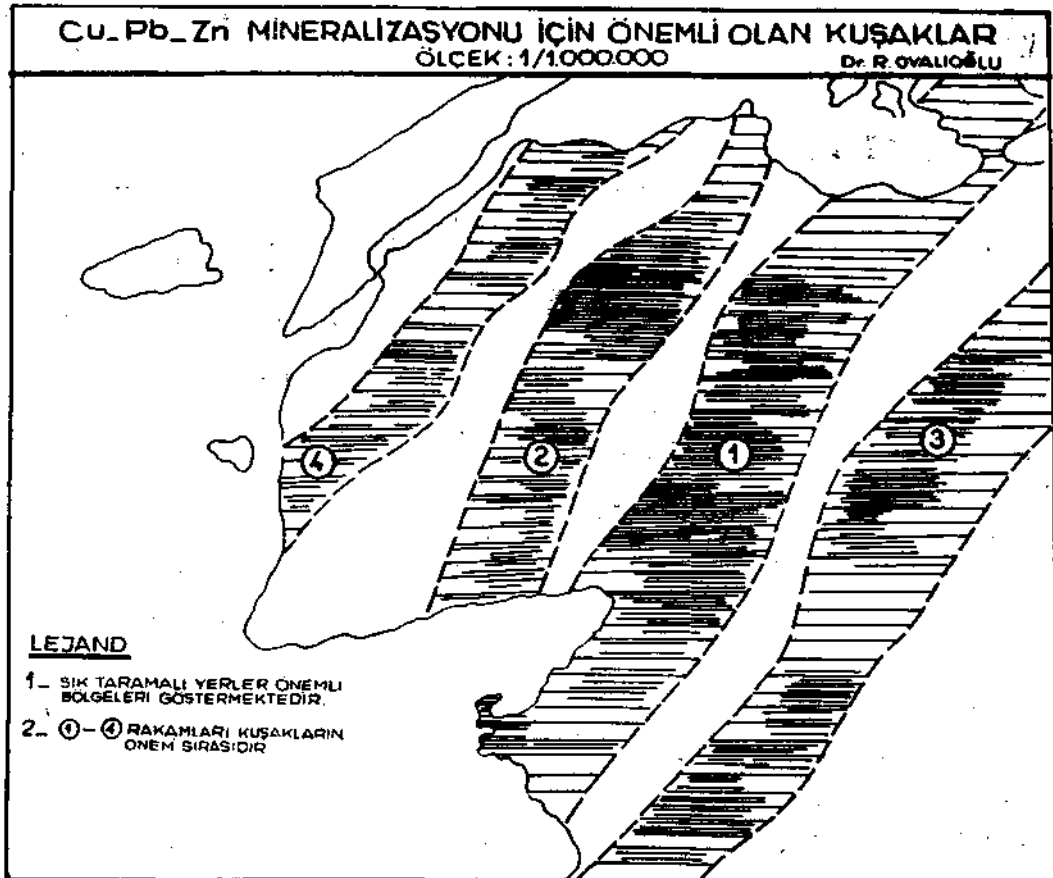 Cu_Pb_Zn MİNERALİZASYONU İÇİN ÖNEMLİ OLAN KUŞAKLAR
ÖLÇEK : 1/1.000.000
Dr. R. OVALIOĞLU
4
2
1
3
LEJAND
1_ SIK TARAMALI YERLER ÖNEMLİ
BÖLGELERİ GÖSTERMEKTEDİR.
2_ ①-④ RAKAMLARI KUŞAKLARIN
ÖNEM SIRASIDIR